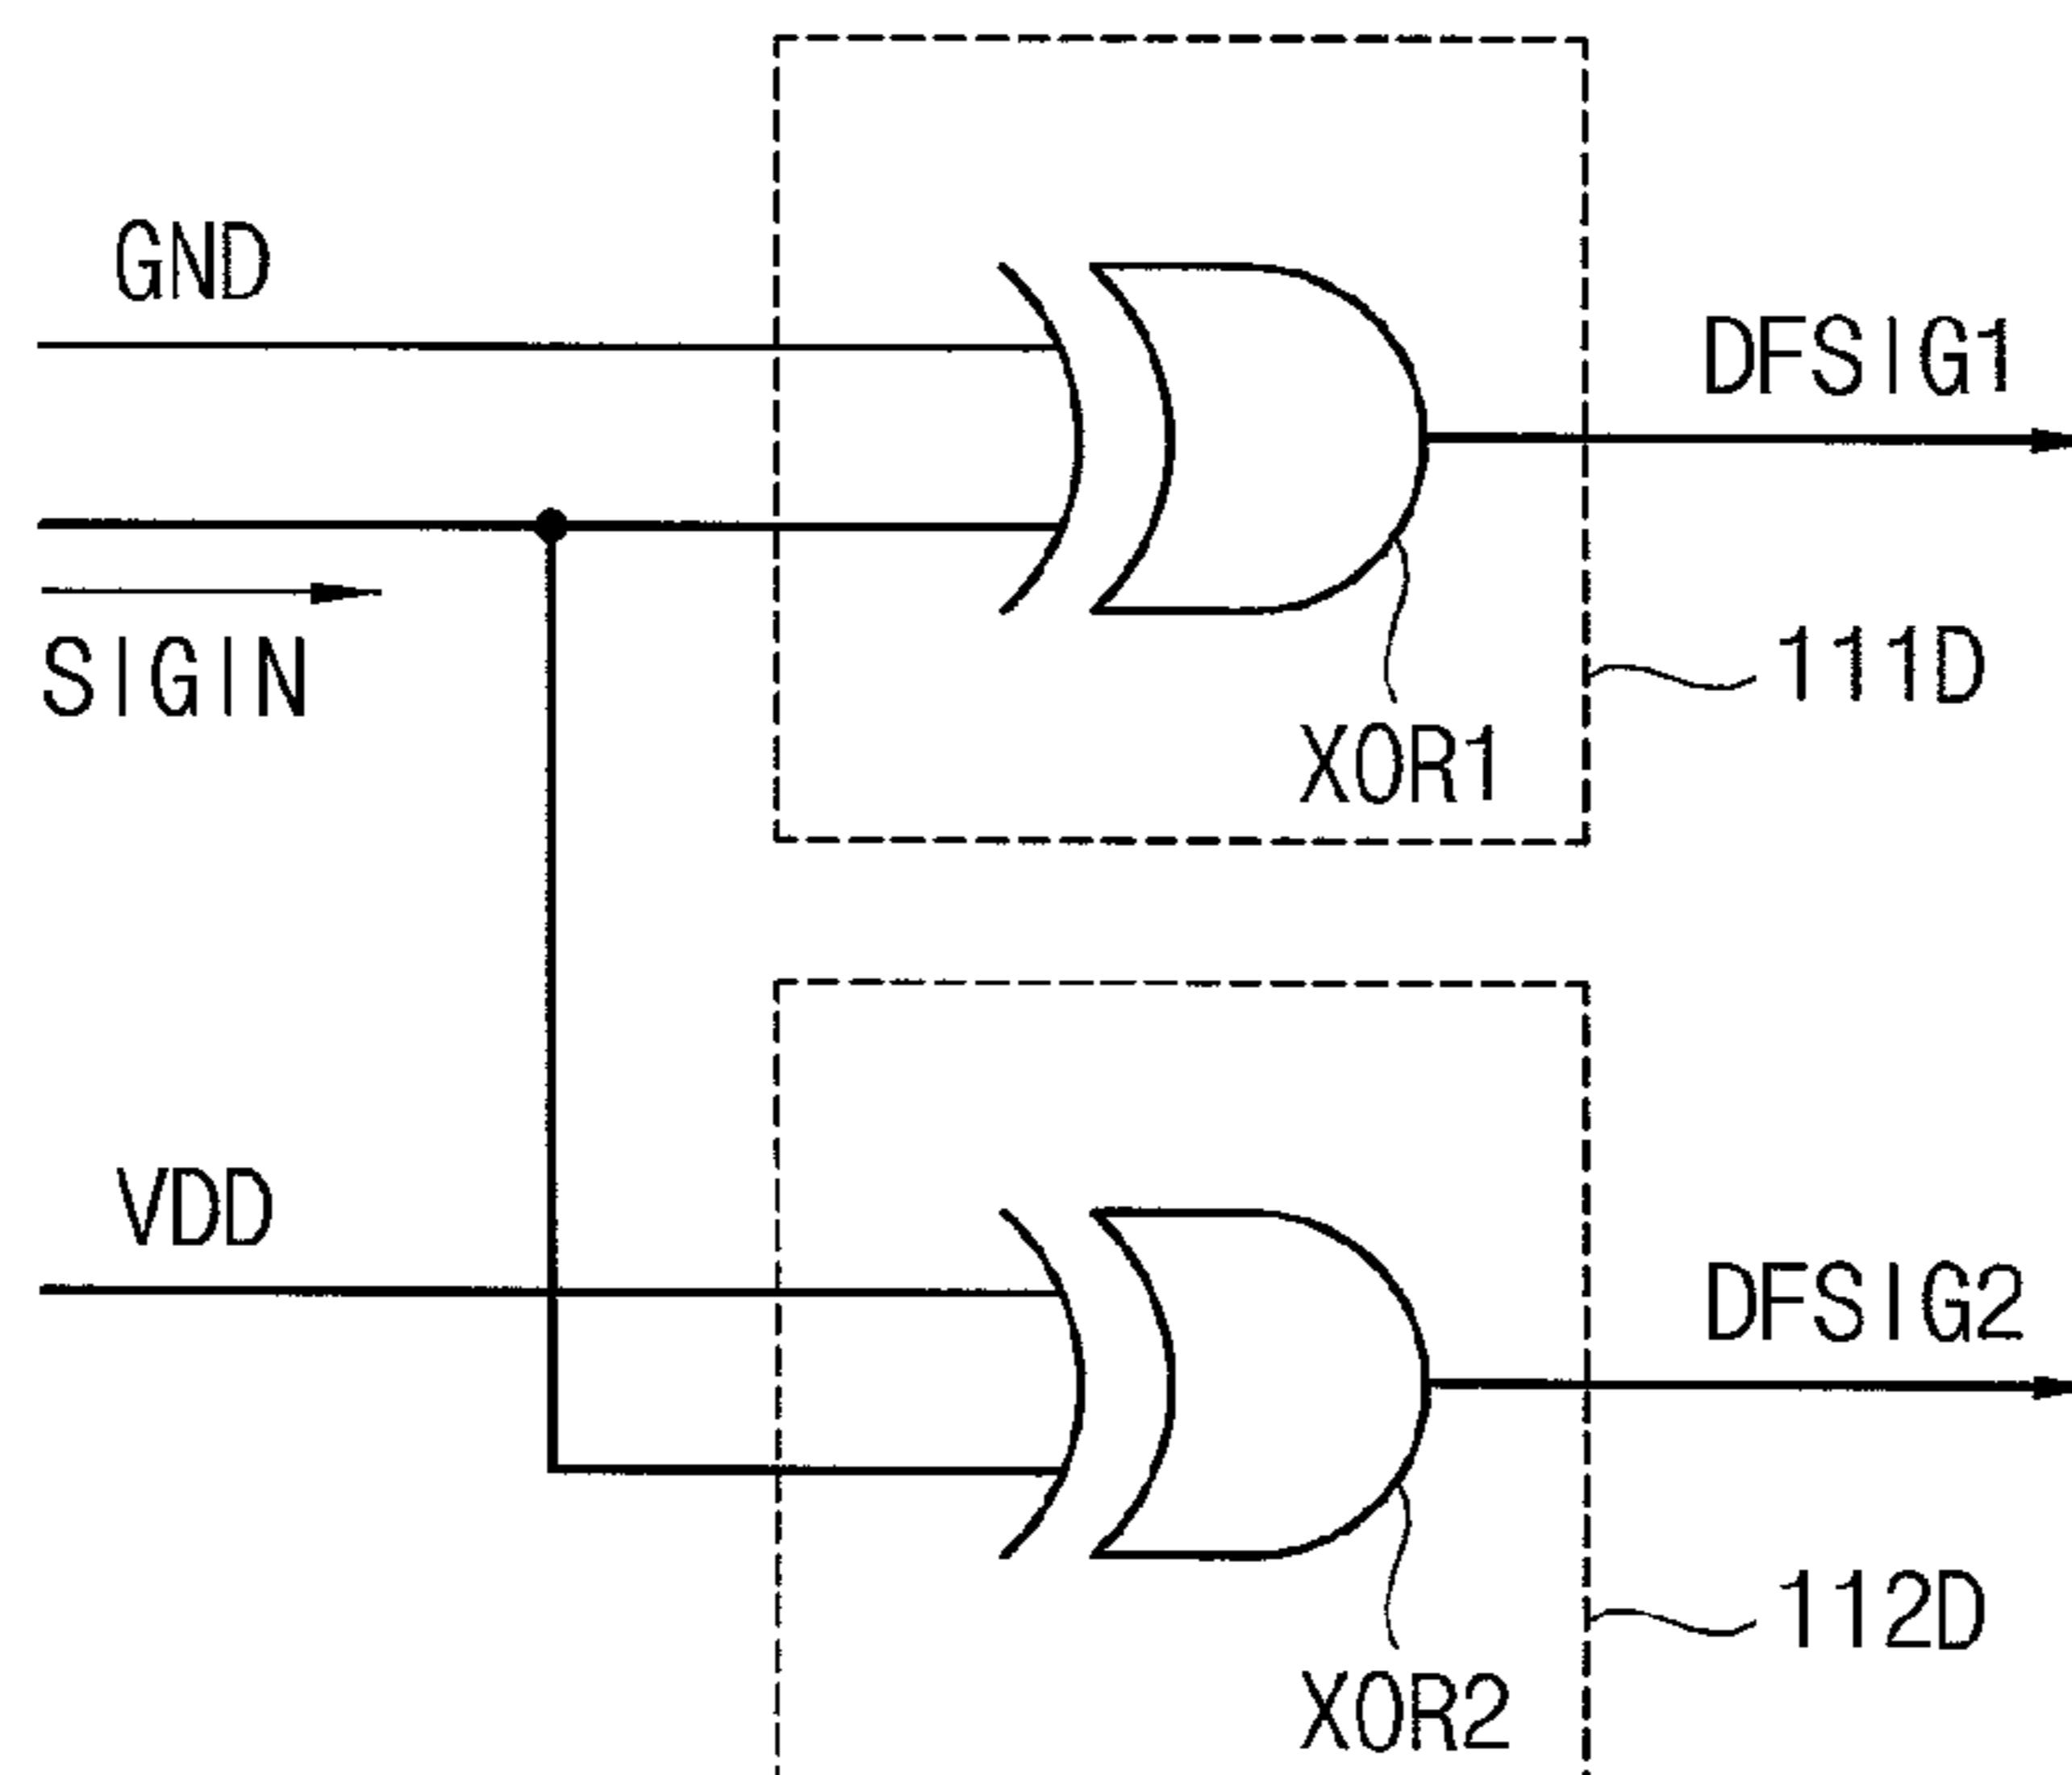 GND
DFSIG1
SIGIN
111D
XOR1
VDD
DFSIG2
112D
XOR2